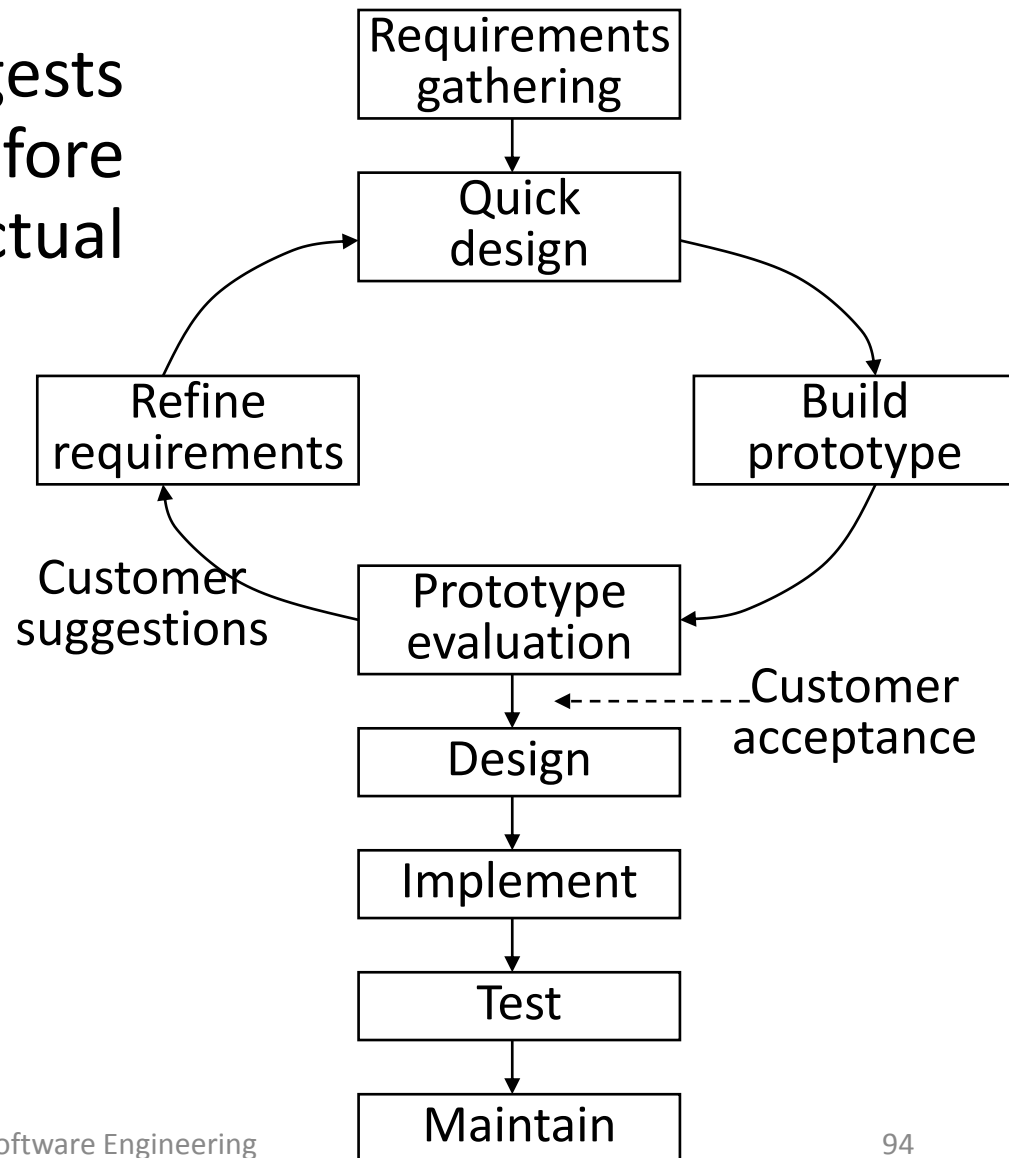 gests
fore
ctual
Requirements
gathering
Quick
design
Refine
requirements
Build
prototype
Customer
suggestions
Prototype
evaluation
Customer
acceptance
Design
Implement
Test
Maintain
oftware Engineering
94